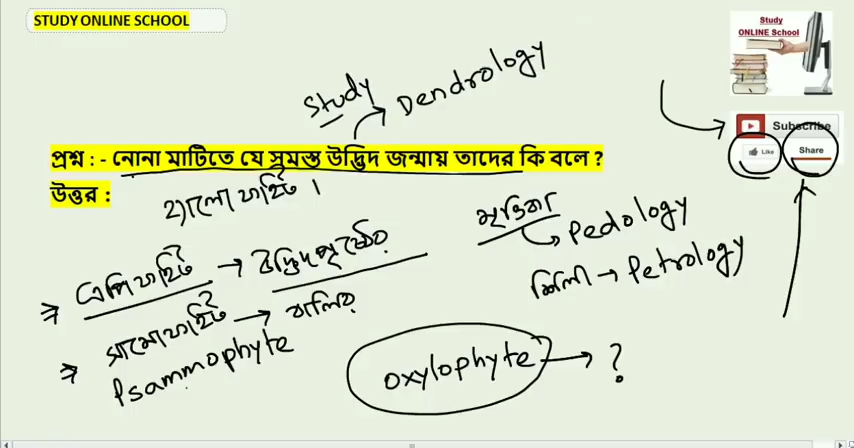 STUDY ONLINE SCHOOL
Study
ONLINE School
Study
Dendrology
Subscribe
Like
Share
প্রশ্ন : - নোনা মাটিতে যে সমস্ত উদ্ভিদ জন্মায় তাদের কি বলে ?
উত্তর :
হ্যালোফাইট ।
মৃত্তিকা
Pedology
এপিফাইট → উদ্ভিদপৃষ্ঠের
শিলা → Petrology
সামোফাইট → বালির
Psammophyte
oxylophyte → ?